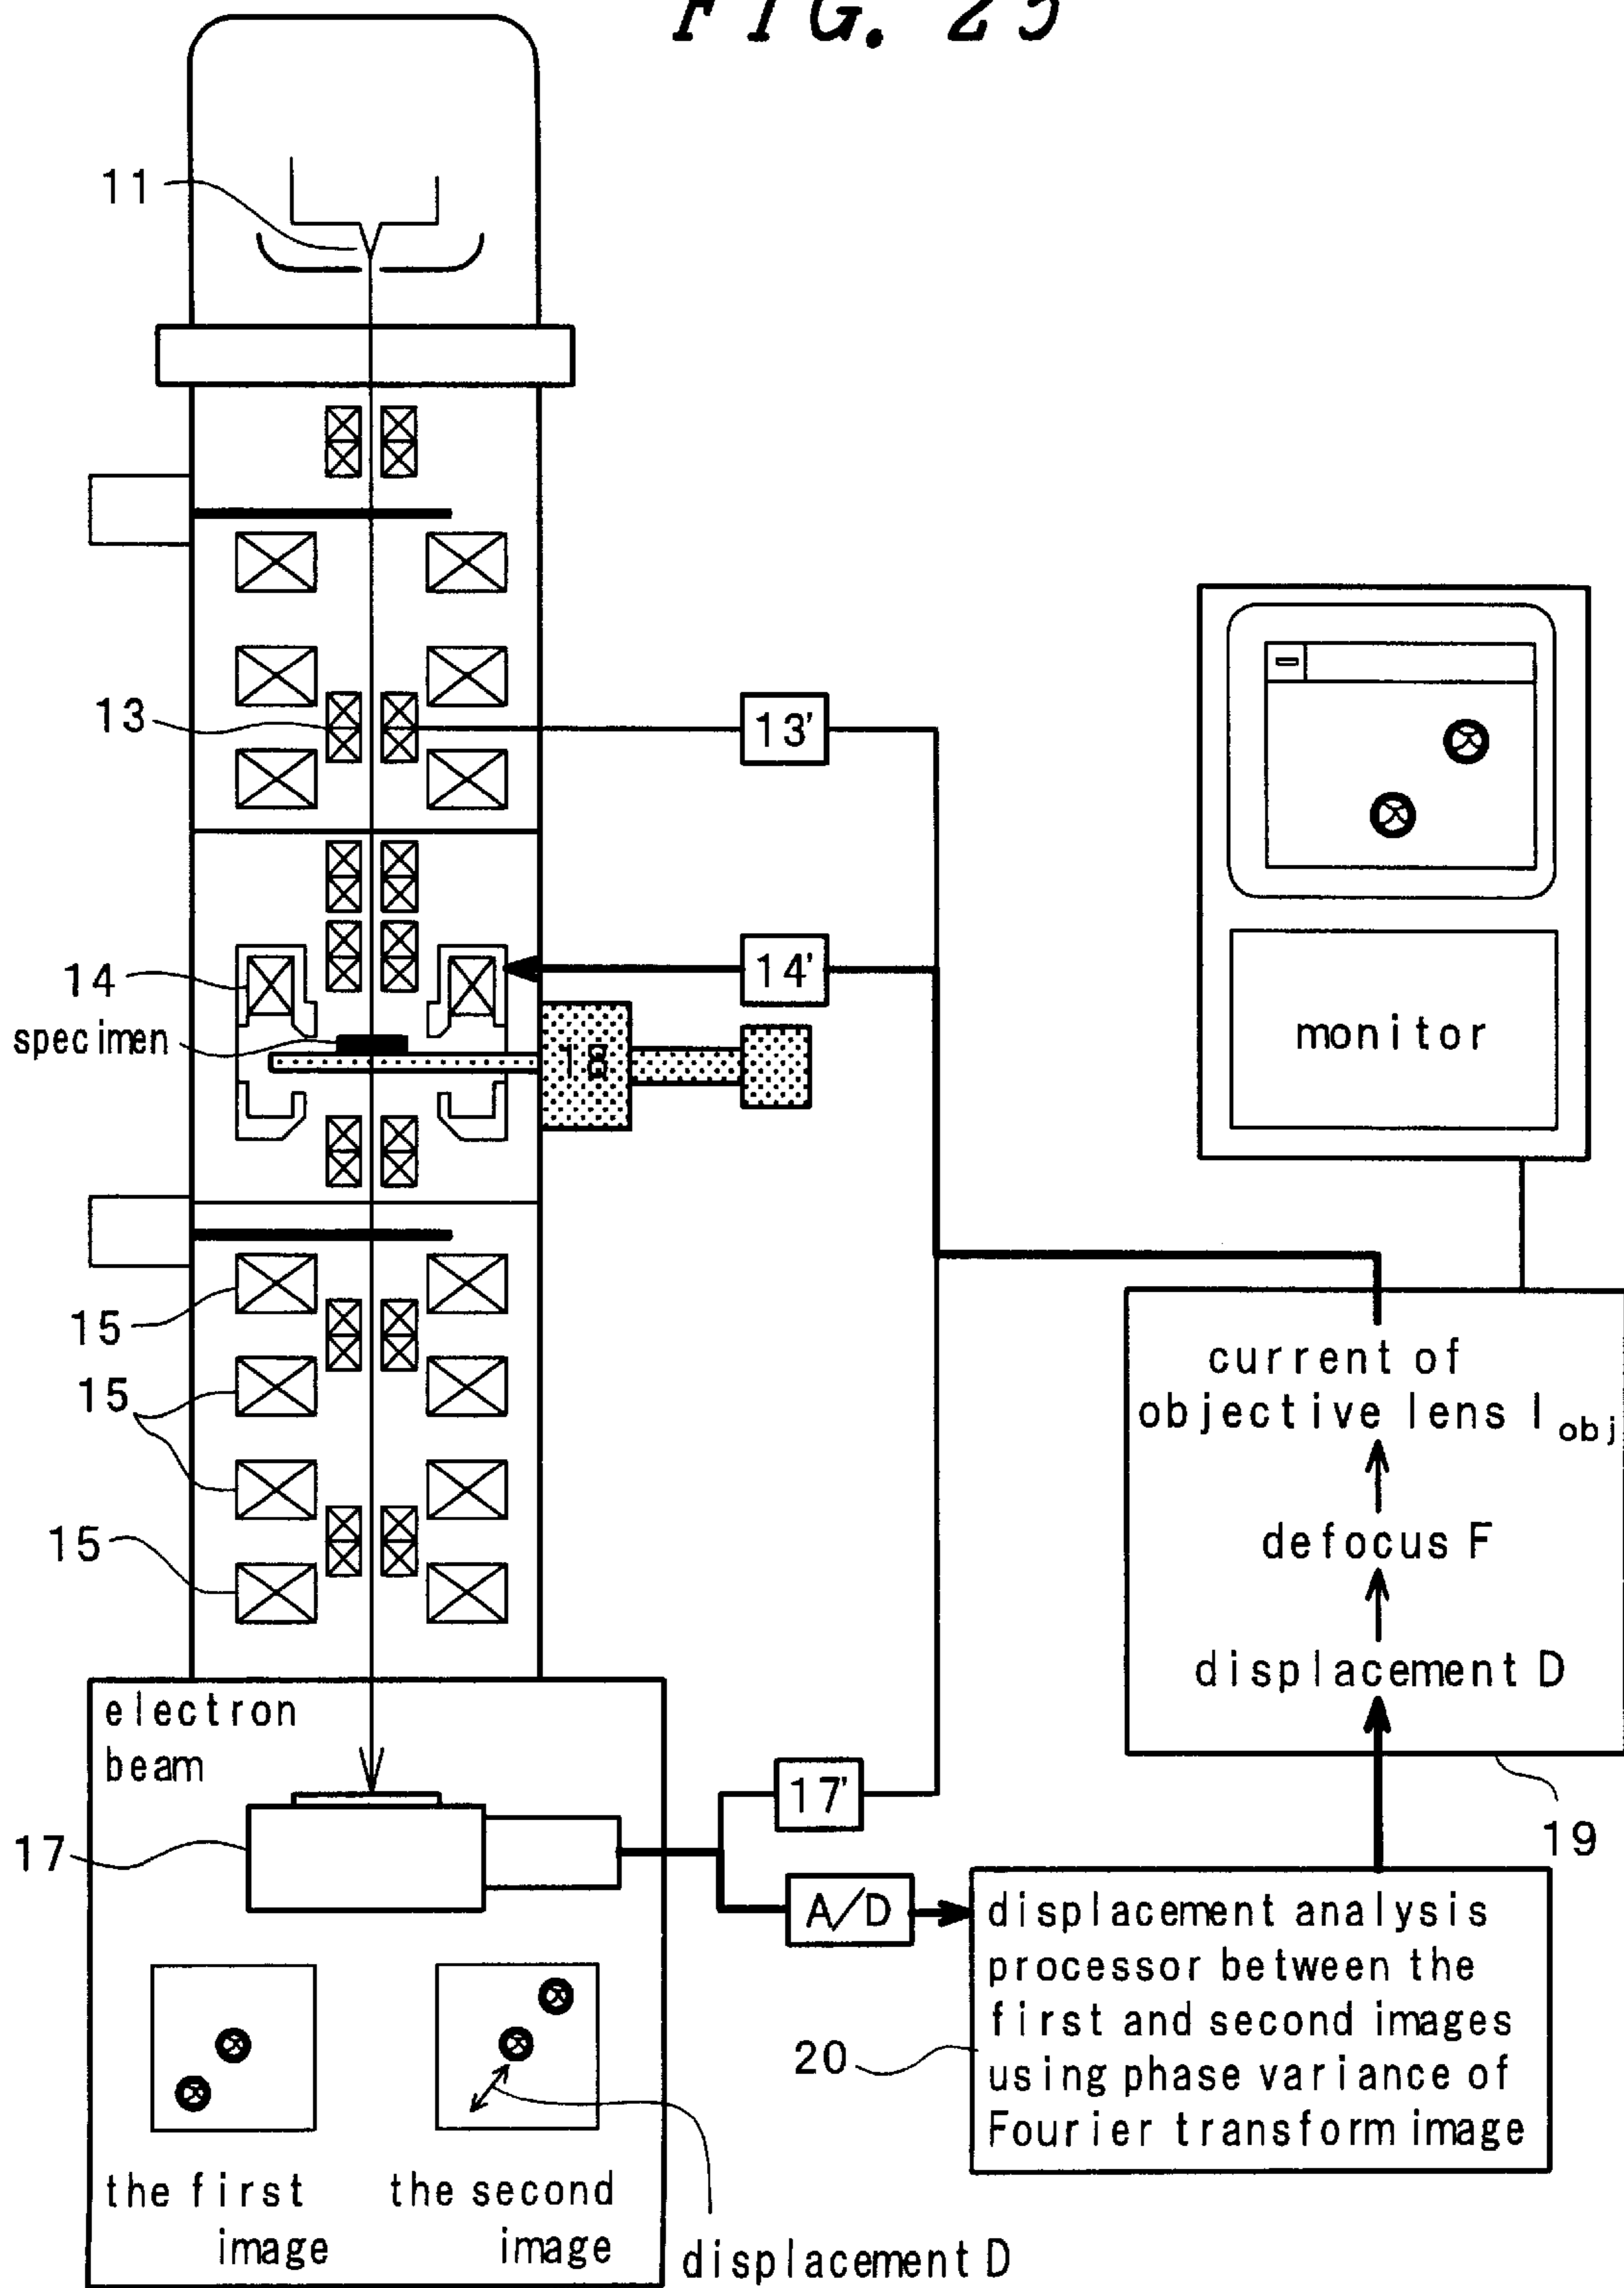 FIG. 25
11
13
13'
14
14'
specimen
18
monitor
15
15
15
current of
objective lens I obj
defocus F
displacement D
19
electron
beam
17
17'
A/D
displacement analysis
processor between the
first and second images
using phase variance of
Fourier transform image
20
the first
image
the second
image
displacement D